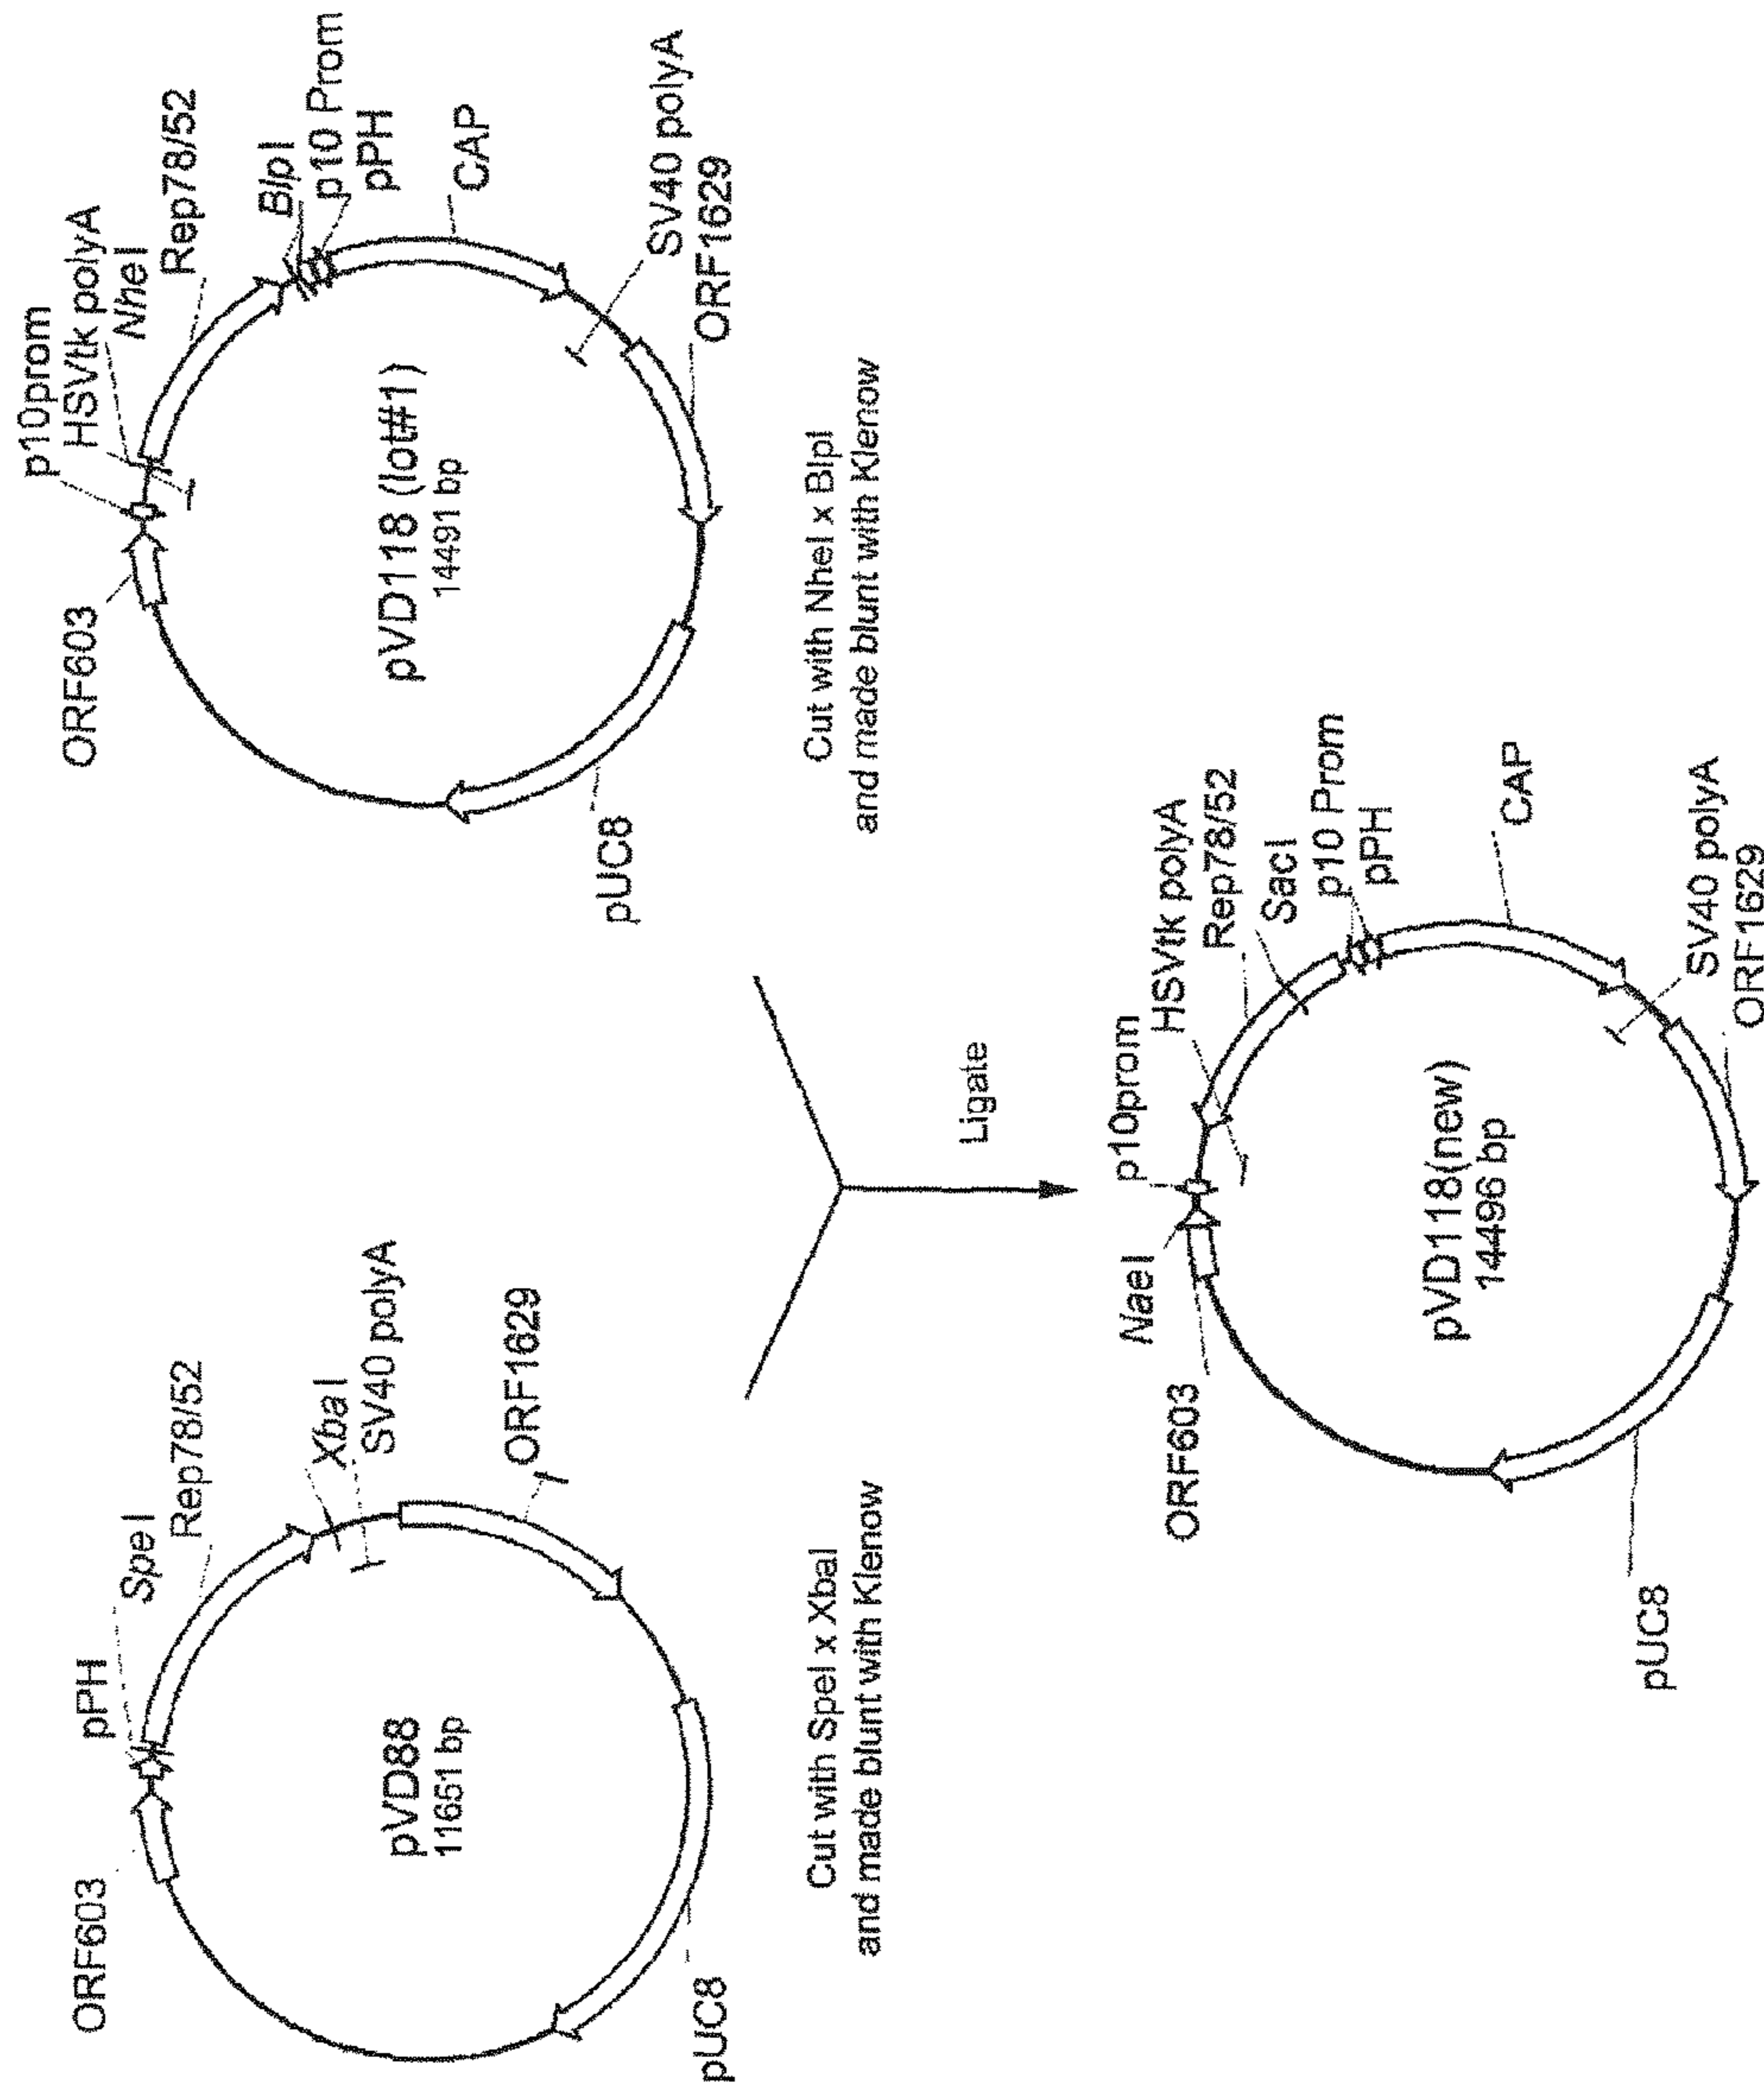 ORF603
pPH
SpeI
Rep78/52
XbaI
SV40 polyA
ORF1629
pVD88
11651 bp
pUC8
Cut with SpeI x XbaI
and made blunt with Klenow
ORF603
p10prom
HSVtk polyA
NheI
Rep78/52
BlpI
p10 Prom
pPH
CAP
SV40 polyA
ORF1629
pVD118 (lot#1)
14491 bp
pUC8
Cut with NheI x BlpI
and made blunt with Klenow
Ligate
ORF603
NaeI
p10prom
HSVtk polyA
Rep78/52
SacI
p10 Prom
pPH
CAP
SV40 polyA
ORF1629
pVD118(new)
14496 bp
pUC8